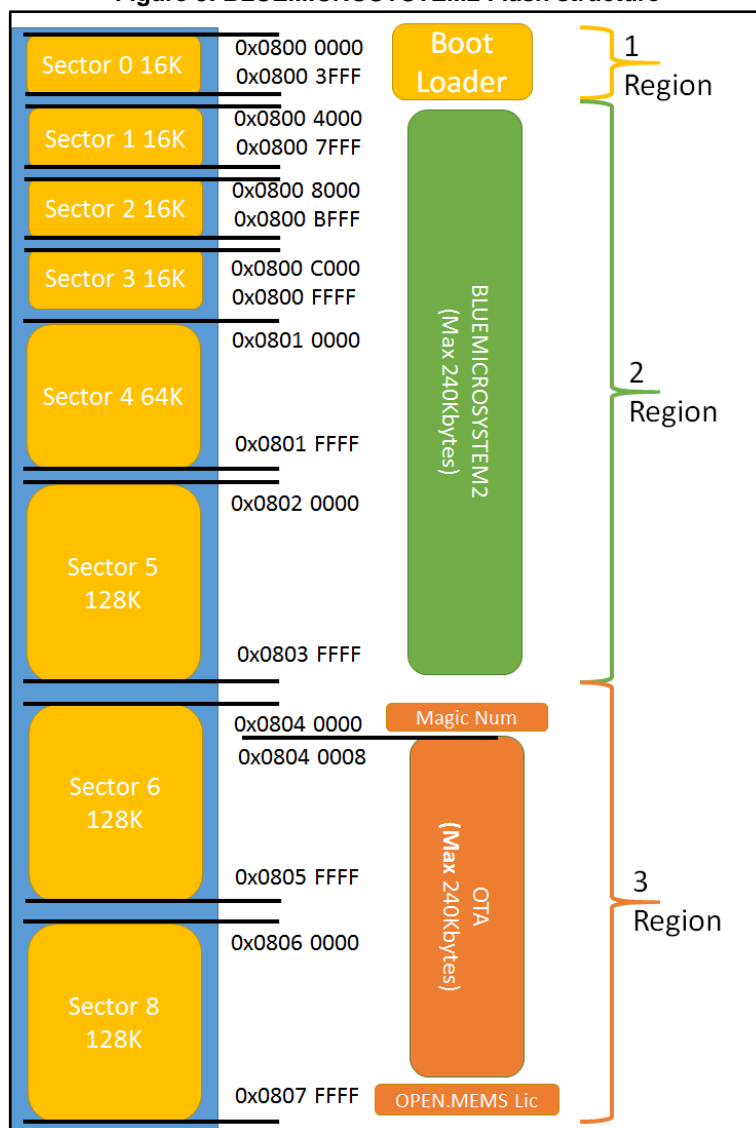 Figure BLUEMICROSYSTEM2 Flash structure
Sector 0 16K
0x0800 0000
0x0800 3FFF
Boot
Loader
1
Region
Sector 1 16K
0x0800 4000
0x0800 7FFF
Sector 2 16K
0x0800 8000
0x0800 BFFF
Sector 3 16K
0x0800 C000
0x0800 FFFF
Sector 4 64K
0x0801 0000
0x0801 FFFF
BLUEMICROSYSTEM2
(Max 240Kbytes)
2
Region
Sector 5
128K
0x0802 0000
0x0803 FFFF
Magic Num
0x0804 0000
0x0804 0008
Sector 6
128K
0x0805 FFFF
OTA
(Max 240Kbytes)
3
Region
0x0806 0000
Sector 8
128K
0x0807 FFFF
OPEN.MEMS Lic